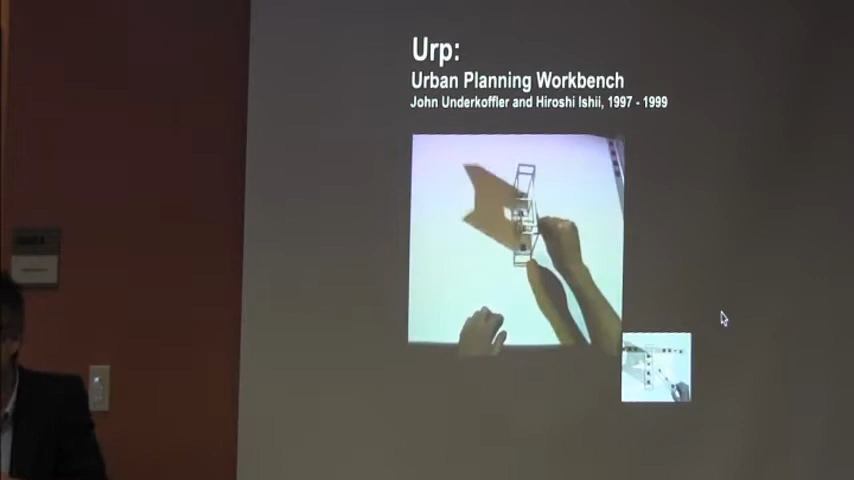 Urp:
Urban Planning Workbench
John Underkoffler and Hiroshi Ishii, 1997 - 1999